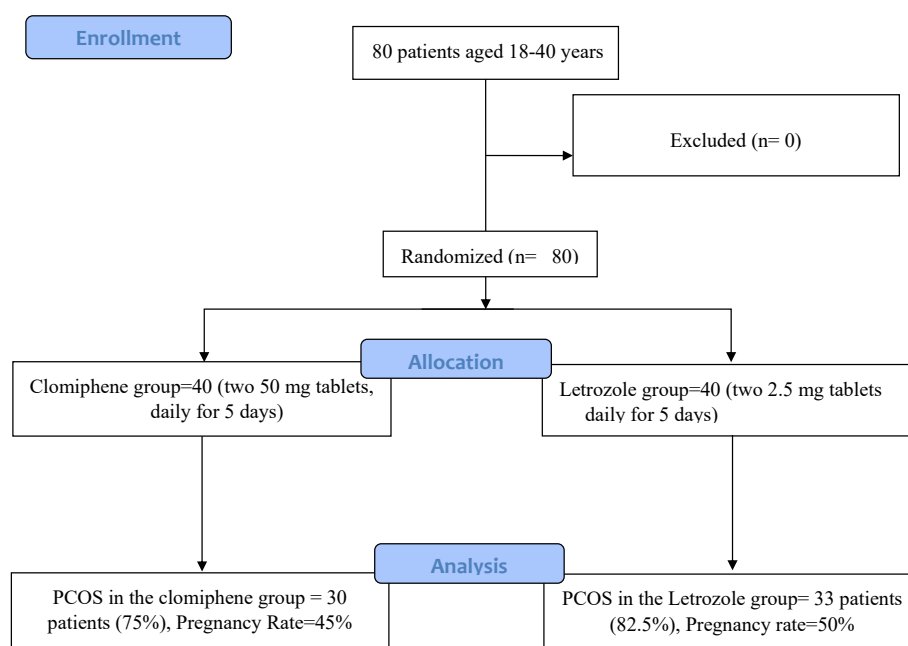 Enrollment
80 patients aged 18-40 years
Excluded (n= 0)
Randomized (n= 80)
Allocation
Clomiphene group=40 (two 50 mg tablets,
daily for 5 days)
Letrozole group=40 (two 2.5 mg tablets
daily for 5 days)
Analysis
PCOS in the clomiphene group = 30
patients (75%), Pregnancy Rate=45%
PCOS in the Letrozole group= 33 patients
(82.5%), Pregnancy rate=50%